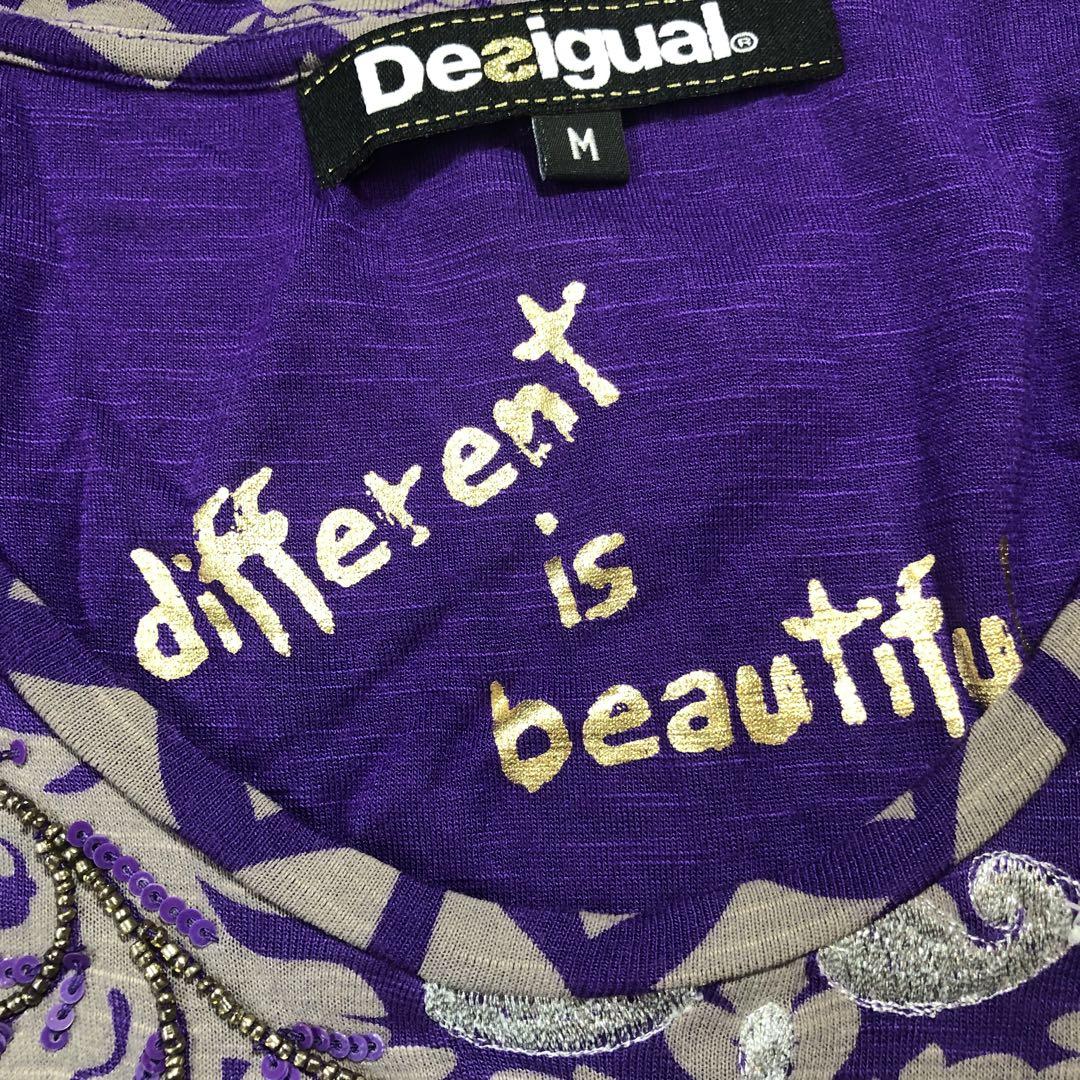 Desigual®
M
different
is
beautifu